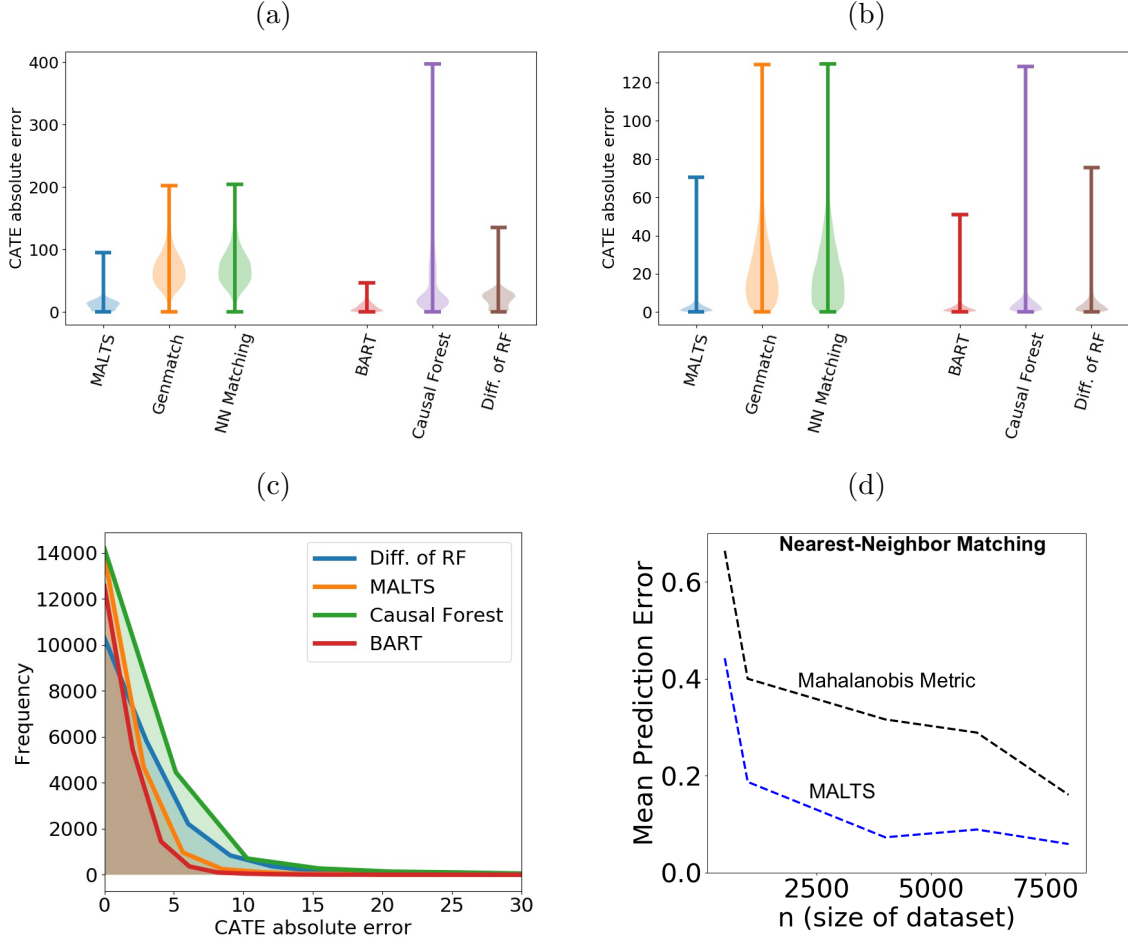 (a)
CATE absolute error
400
300
200
100
0
MALTS
Genmatch
NN Matching
BART
Causal Forest
Diff. of RF
(b)
CATE absolute error
120
100
80
60
40
20
0
MALTS
Genmatch
NN Matching
BART
Causal Forest
Diff. of RF
(c)
Frequency
14000
12000
10000
8000
6000
4000
2000
0
Diff. of RF
MALTS
Causal Forest
BART
0 5 10 15 20 25 30
CATE absolute error
(d)
Nearest-Neighbor Matching
Mean Prediction Error
0.6
0.4
0.2
0.0
Mahalanobis Metric
MALTS
2500 5000 7500
n (size of dataset)